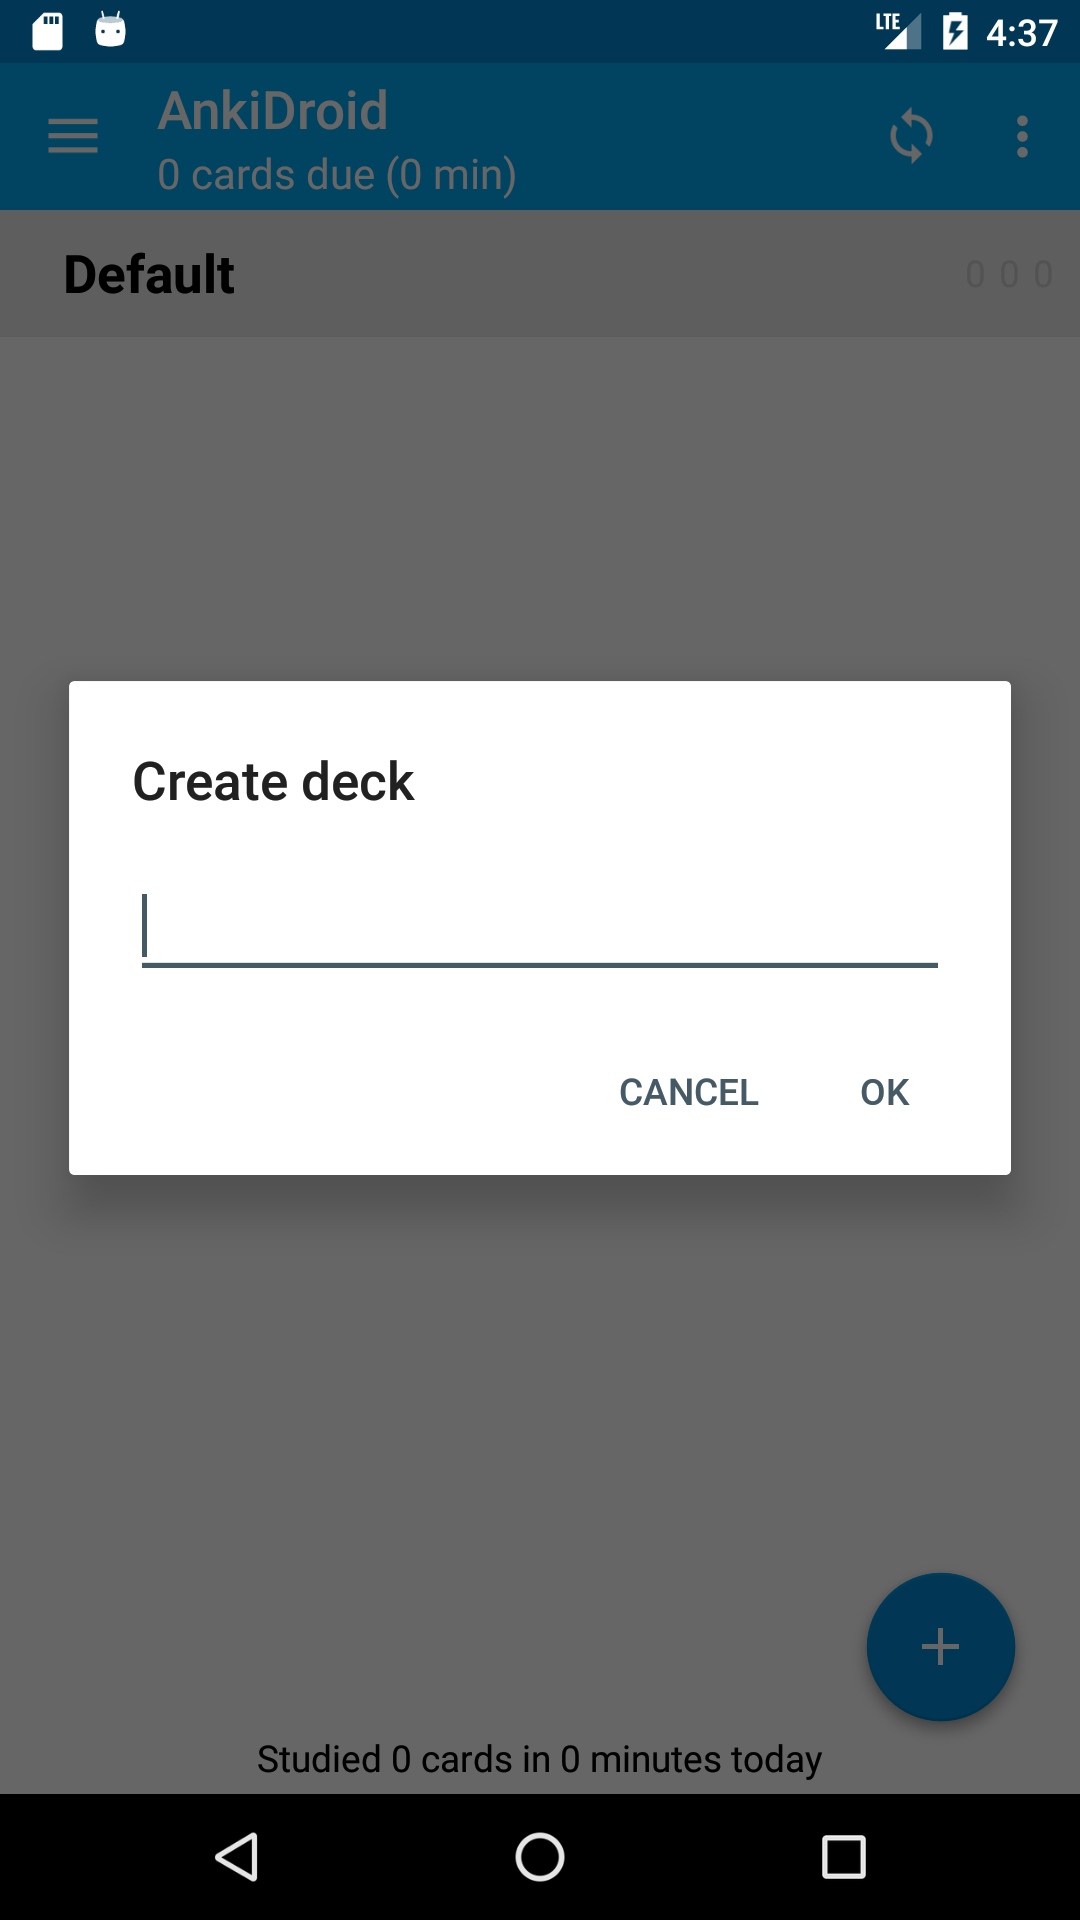 LTE 4:37
AnkiDroid
0 cards due (0 min)
Default 0 0 0
Create deck
CANCEL OK
Studied 0 cards in 0 minutes today